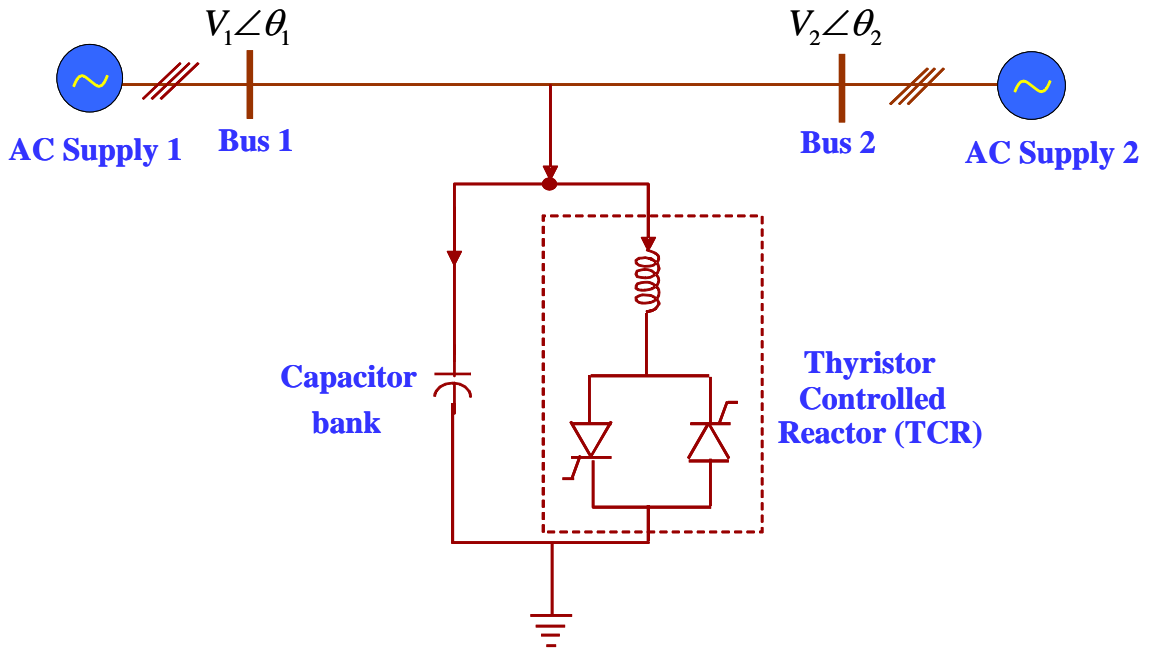 V₁∠θ₁
V₂∠θ₂
AC Supply 1
Bus 1
Bus 2
AC Supply 2
Capacitor
bank
Thyristor
Controlled
Reactor (TCR)